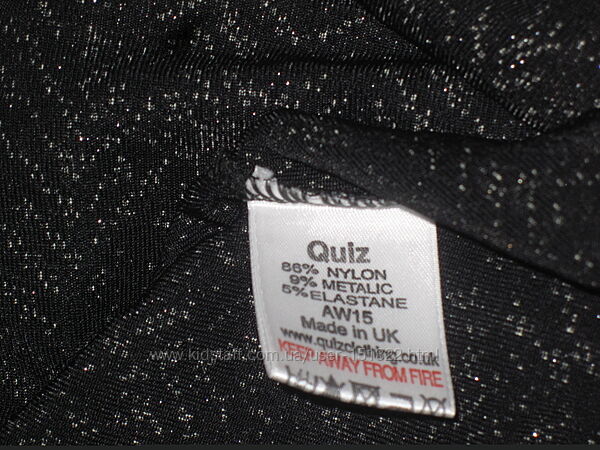 Quiz
86% NYLON
9% METALIC
5% ELASTANE
AW15
Made in UK
www.quizclothing.co.uk
KEEP AWAY FROM FIRE